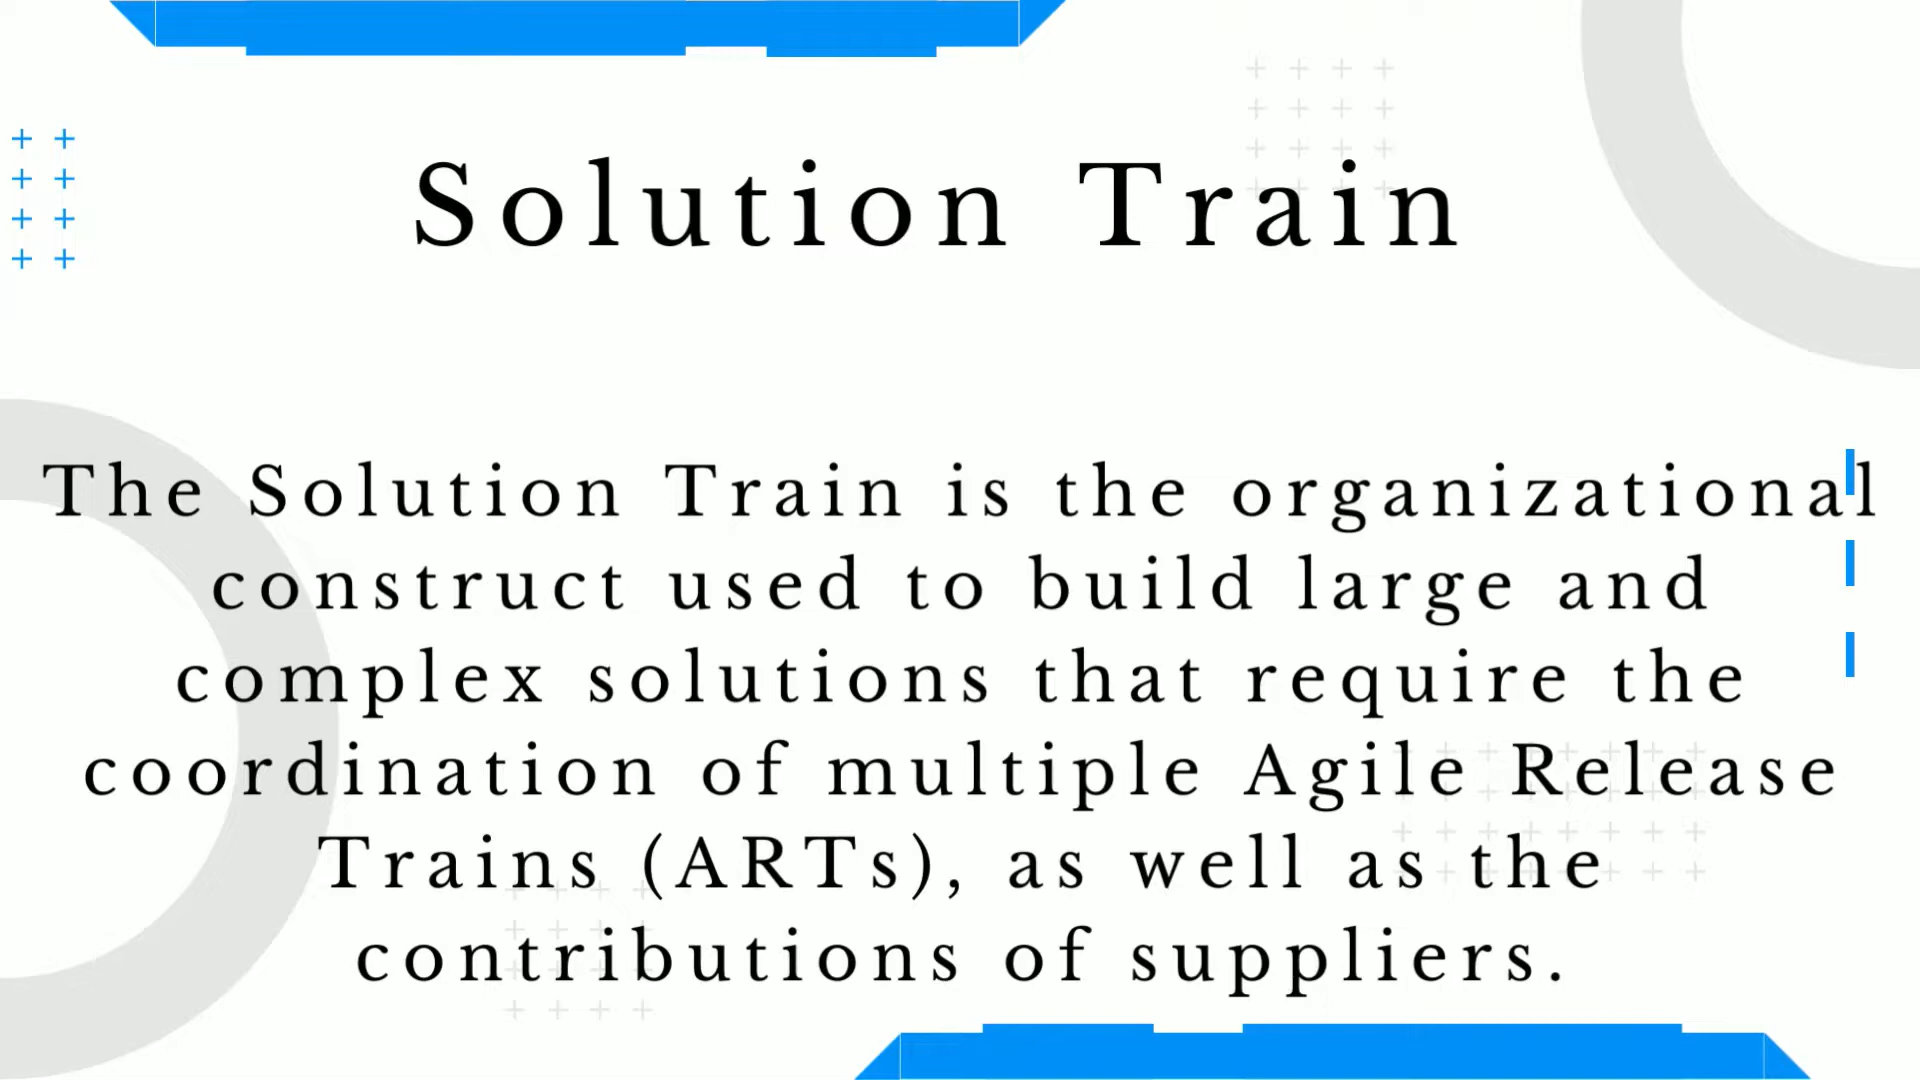 Solution Train
The Solution Train is the organizational
construct used to build large and
complex solutions that require the
coordination of multiple Agile Release
Trains (ARTs), as well as the
contributions of suppliers.